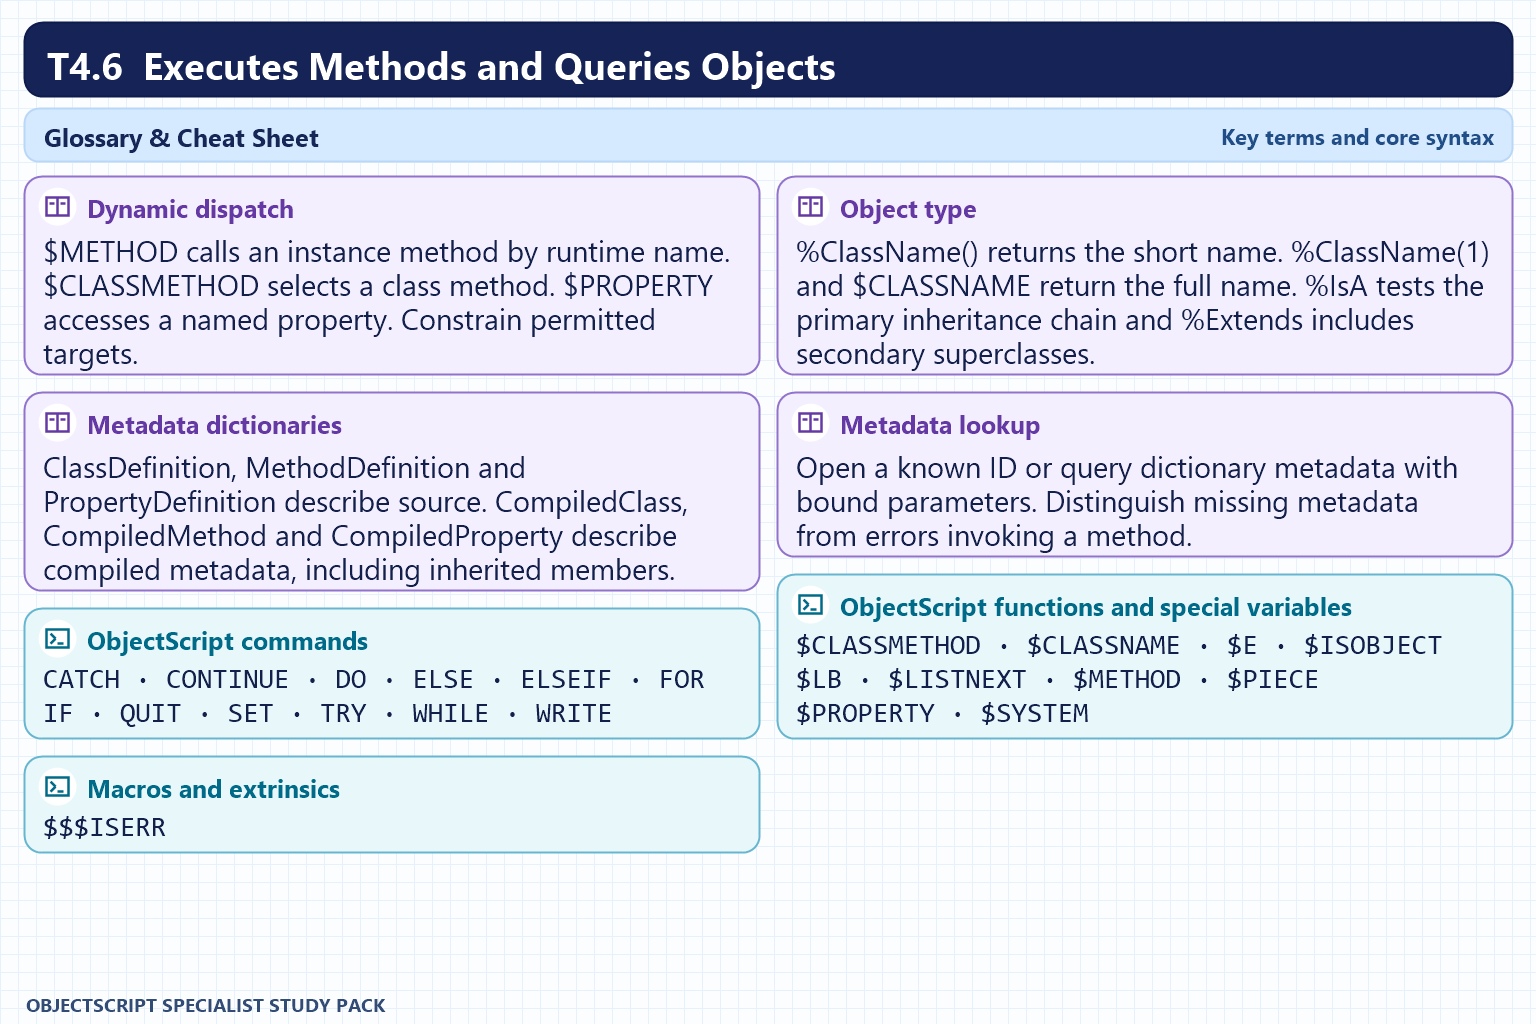 T4.6 Executes Methods and Queries Objects
Glossary & Cheat Sheet
Key terms and core syntax
Dynamic dispatch
$METHOD calls an instance method by runtime name.
$CLASSMETHOD selects a class method. $PROPERTY
accesses a named property. Constrain permitted
targets.
Object type
%ClassName() returns the short name. %ClassName(1)
and $CLASSNAME return the full name. %IsA tests the
primary inheritance chain and %Extends includes
secondary superclasses.
Metadata dictionaries
ClassDefinition, MethodDefinition and
PropertyDefinition describe source. CompiledClass,
CompiledMethod and CompiledProperty describe
compiled metadata, including inherited members.
Metadata lookup
Open a known ID or query dictionary metadata with
bound parameters. Distinguish missing metadata
from errors invoking a method.
ObjectScript commands
CATCH · CONTINUE · DO · ELSE · ELSEIF · FOR
IF · QUIT · SET · TRY · WHILE · WRITE
ObjectScript functions and special variables
$CLASSMETHOD · $CLASSNAME · $E · $ISOBJECT
$LB · $LISTNEXT · $METHOD · $PIECE
$PROPERTY · $SYSTEM
Macros and extrinsics
$$$ISERR
OBJECTSCRIPT SPECIALIST STUDY PACK